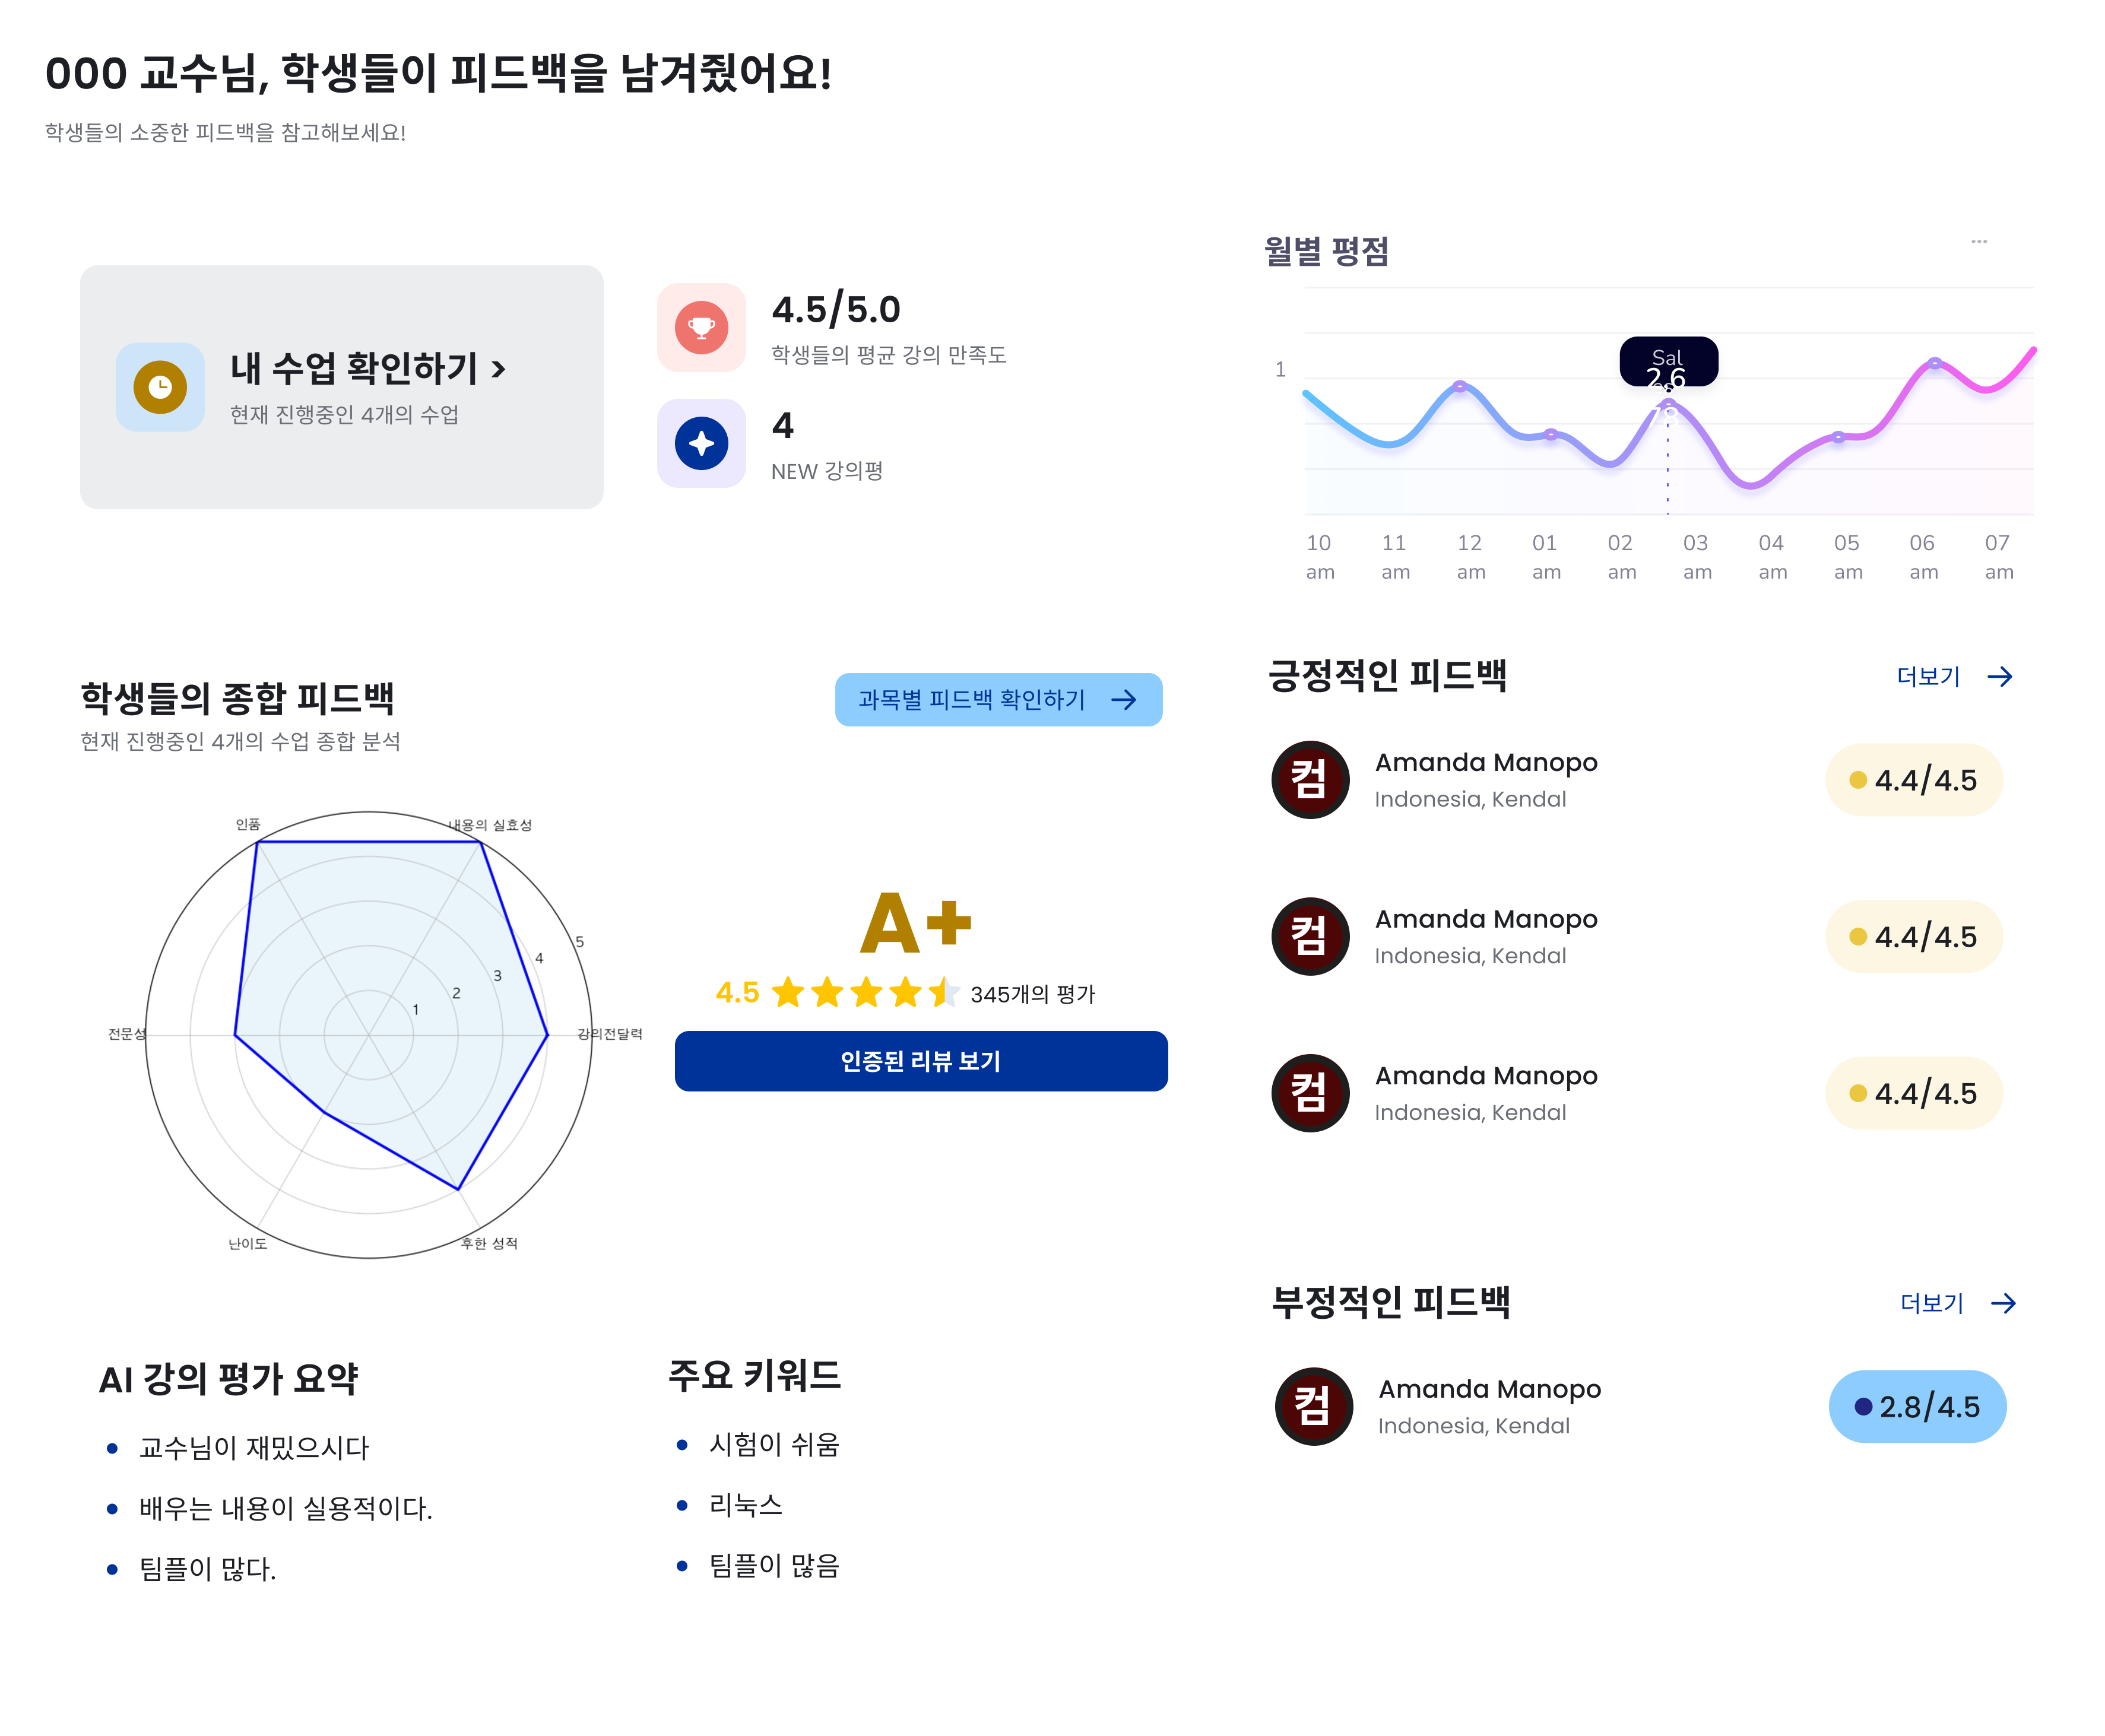 000 교수님, 학생들이 피드백을 남겨줬어요!
학생들의 소중한 피드백을 참고해보세요!
내 수업 확인하기 >
현재 진행중인 4개의 수업
4.5/5.0
학생들의 평균 강의 만족도
4
NEW 강의평
월별 평점
...
1
Sal
2.6
78
10 am
11 am
12 am
01 am
02 am
03 am
04 am
05 am
06 am
07 am
학생들의 종합 피드백
현재 진행중인 4개의 수업 종합 분석
과목별 피드백 확인하기
인품
내용의 실효성
전문성
강의전달력
난이도
후한 성적
1
2
3
4
5
A+
4.5
345개의 평가
인증된 리뷰 보기
긍정적인 피드백
더보기
컴
Amanda Manopo
Indonesia, Kendal
4.4/4.5
컴
Amanda Manopo
Indonesia, Kendal
4.4/4.5
컴
Amanda Manopo
Indonesia, Kendal
4.4/4.5
부정적인 피드백
더보기
컴
Amanda Manopo
Indonesia, Kendal
2.8/4.5
AI 강의 평가 요약
교수님이 재밌으시다
배우는 내용이 실용적이다.
팀플이 많다.
주요 키워드
시험이 쉬움
리눅스
팀플이 많음